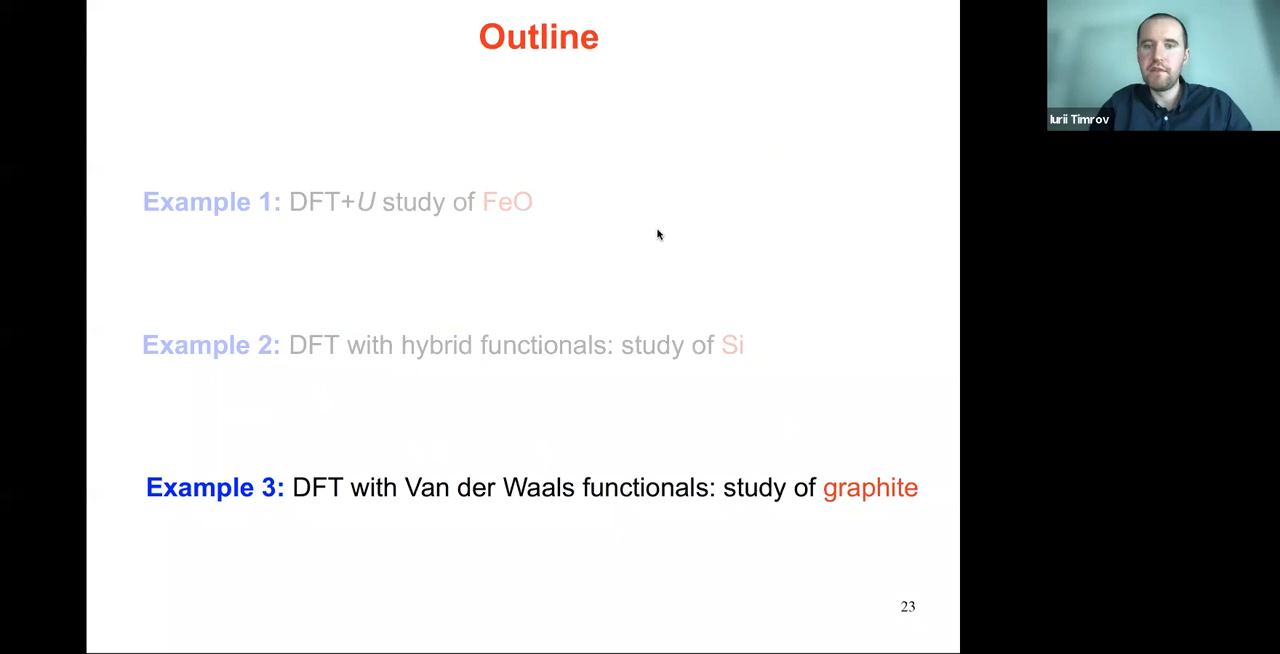 Outline
Iurii Timrov
Example 1: DFT+U study of FeO
Example 2: DFT with hybrid functionals: study of Si
Example 3: DFT with Van der Waals functionals: study of graphite
23